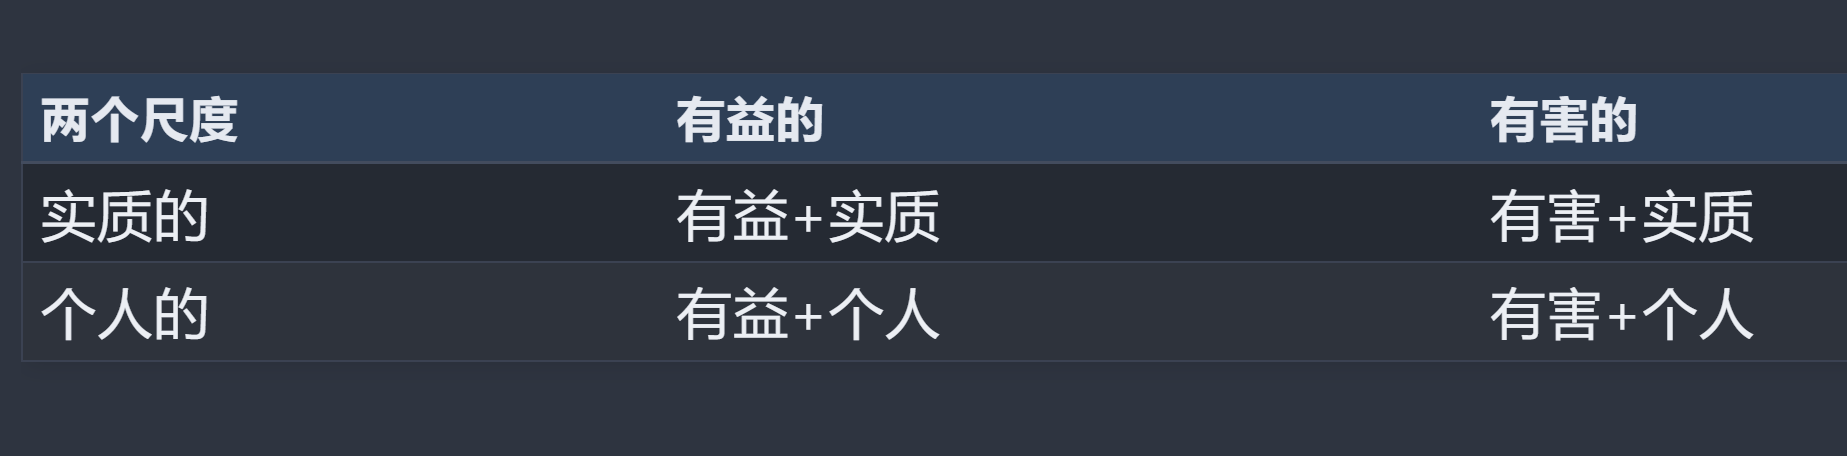 两个尺度 有益的 有害的
实质的 有益+实质 有害+实质
个人的 有益+个人 有害+个人